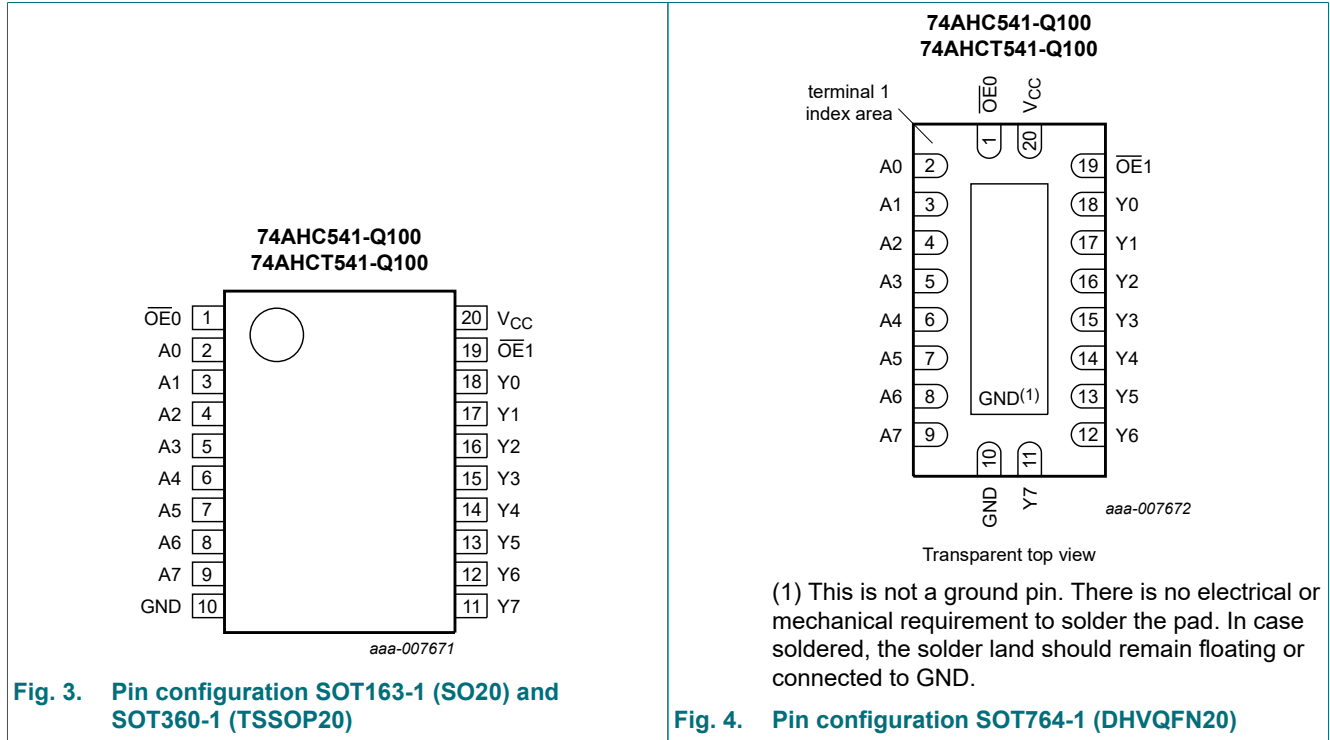 74AHC541-Q100
74AHCT541-Q100
OE0 1
A0 2
A1 3
A2 4
A3 5
A4 6
A5 7
A6 8
A7 9
GND 10
20 VCC
19 OE1
18 Y0
17 Y1
16 Y2
15 Y3
14 Y4
13 Y5
12 Y6
11 Y7
aaa-007671
Fig. 3. Pin configuration SOT163-1 (SO20) and
SOT360-1 (TSSOP20)
74AHC541-Q100
74AHCT541-Q100
terminal 1
index area
OE0
VCC
1
20
A0 2
A1 3
A2 4
A3 5
A4 6
A5 7
A6 8
A7 9
19 OE1
18 Y0
17 Y1
16 Y2
15 Y3
14 Y4
13 Y5
12 Y6
GND(1)
10
11
GND
Y7
aaa-007672
Transparent top view
(1) This is not a ground pin. There is no electrical or
mechanical requirement to solder the pad. In case
soldered, the solder land should remain floating or
connected to GND.
Fig. 4. Pin configuration SOT764-1 (DHVQFN20)